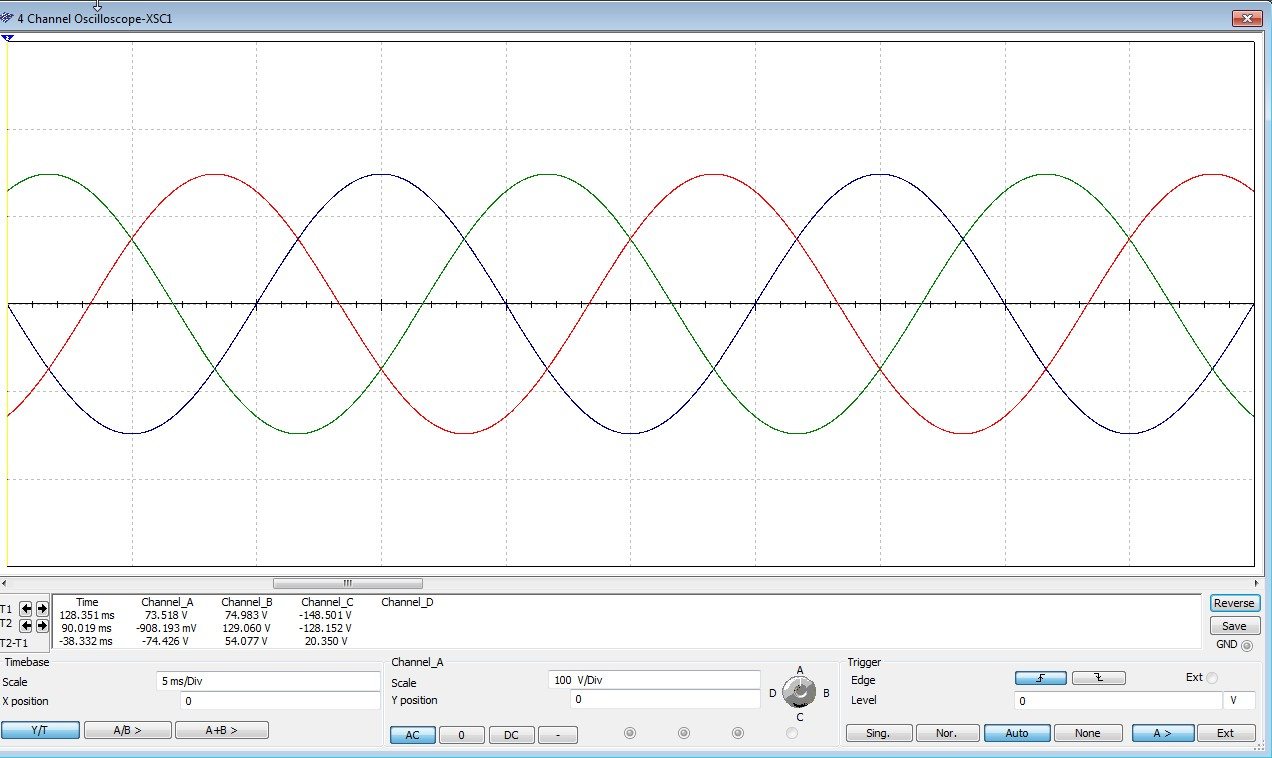 4 Channel Oscilloscope-XSC1
Time Channel_A Channel_B Channel_C Channel_D
T1 128.351 ms 73.518 V 74.983 V -148.501 V
T2 90.019 ms -908.193 mV 129.060 V -128.152 V
T2-T1 -38.332 ms -74.426 V 54.077 V 20.350 V
Reverse
Save
GND
Timebase
Scale 5 ms/Div
X position 0
Y/T A/B > A+B >
Channel_A
Scale 100 V/Div
Y position 0
A
D B
C
AC 0 DC -
Trigger
Edge Ext
Level 0 V
Sing. Nor. Auto None A > Ext